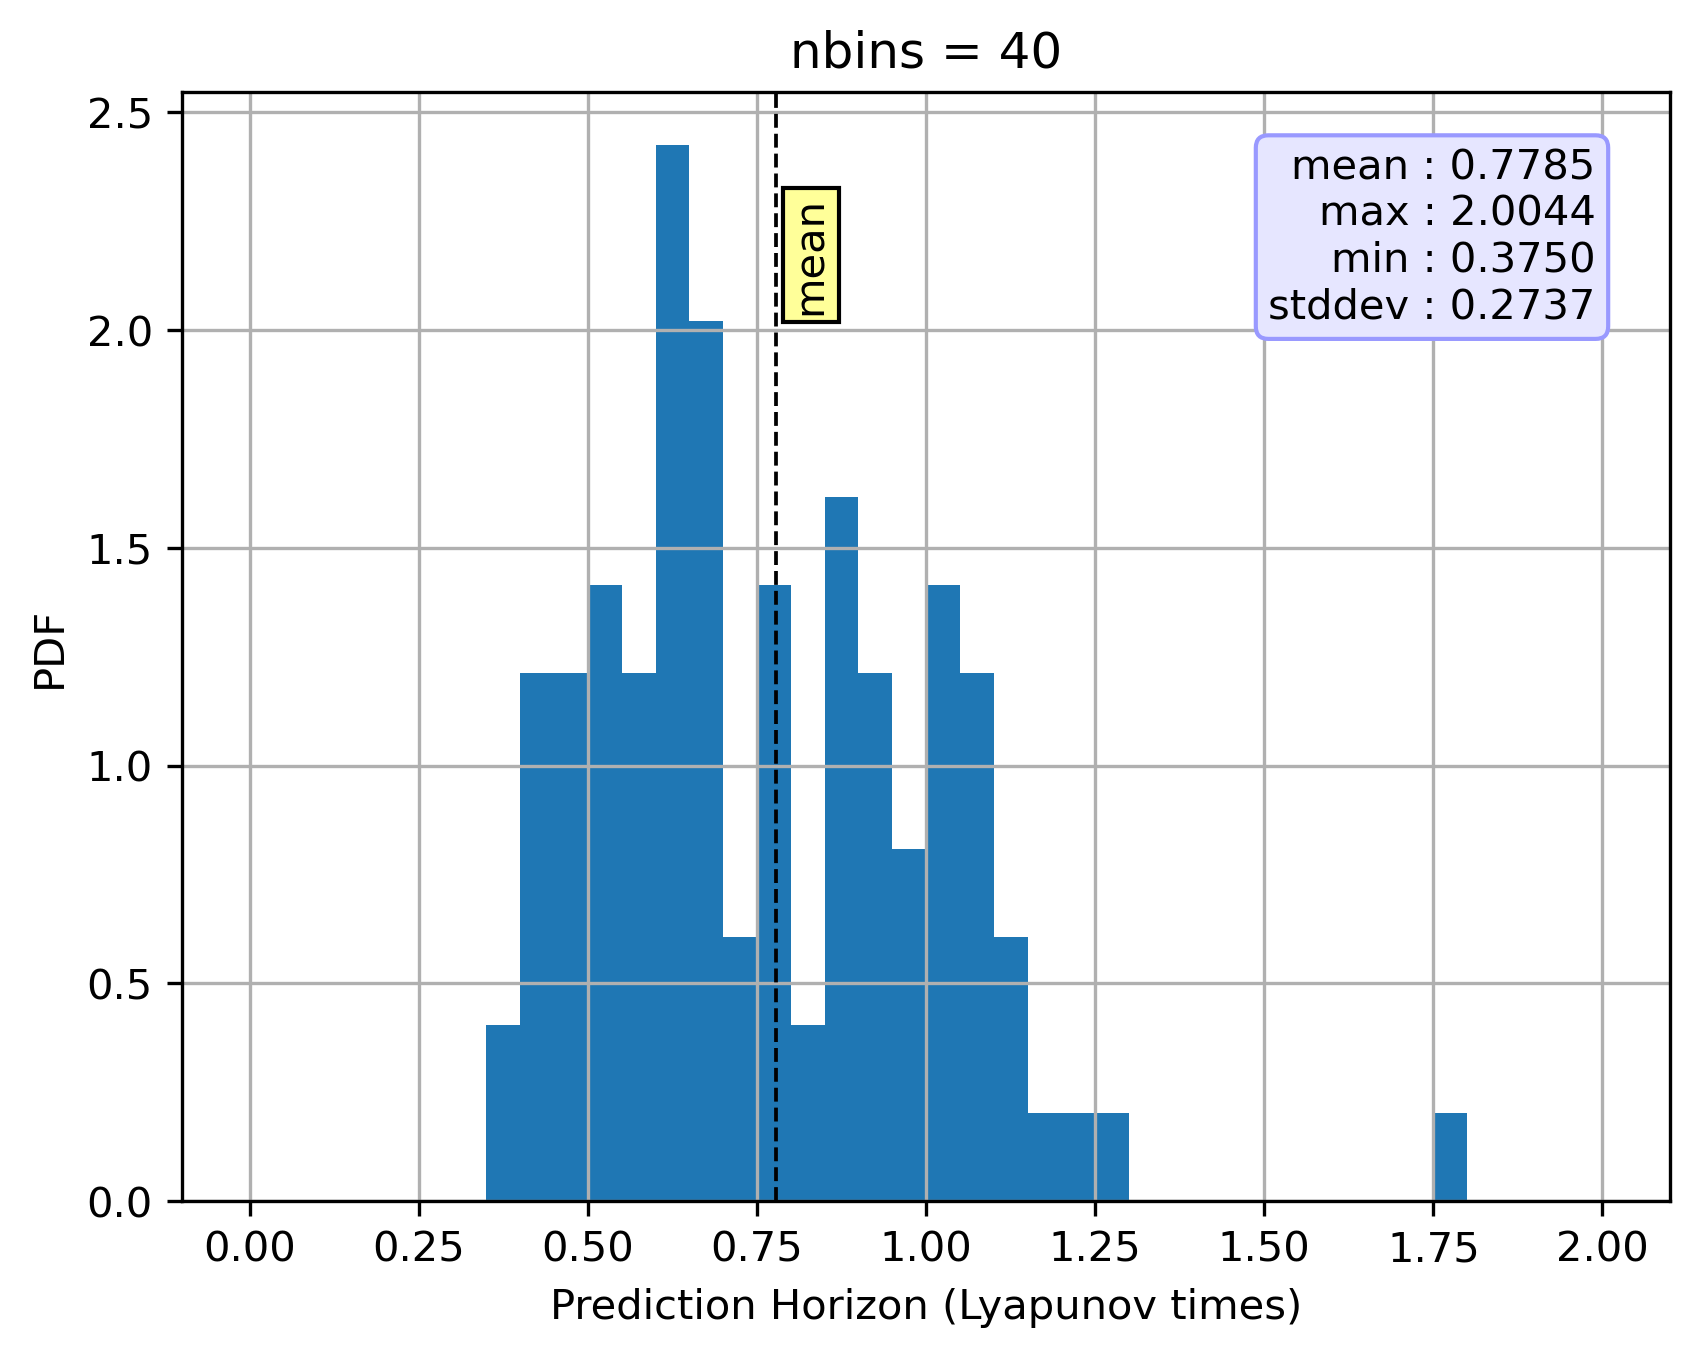 nbins = 40
2.5
2.0
1.5
1.0
0.5
0.0
PDF
mean
mean : 0.7785
max : 2.0044
min : 0.3750
stddev : 0.2737
0.00 0.25 0.50 0.75 1.00 1.25 1.50 1.75 2.00
Prediction Horizon (Lyapunov times)